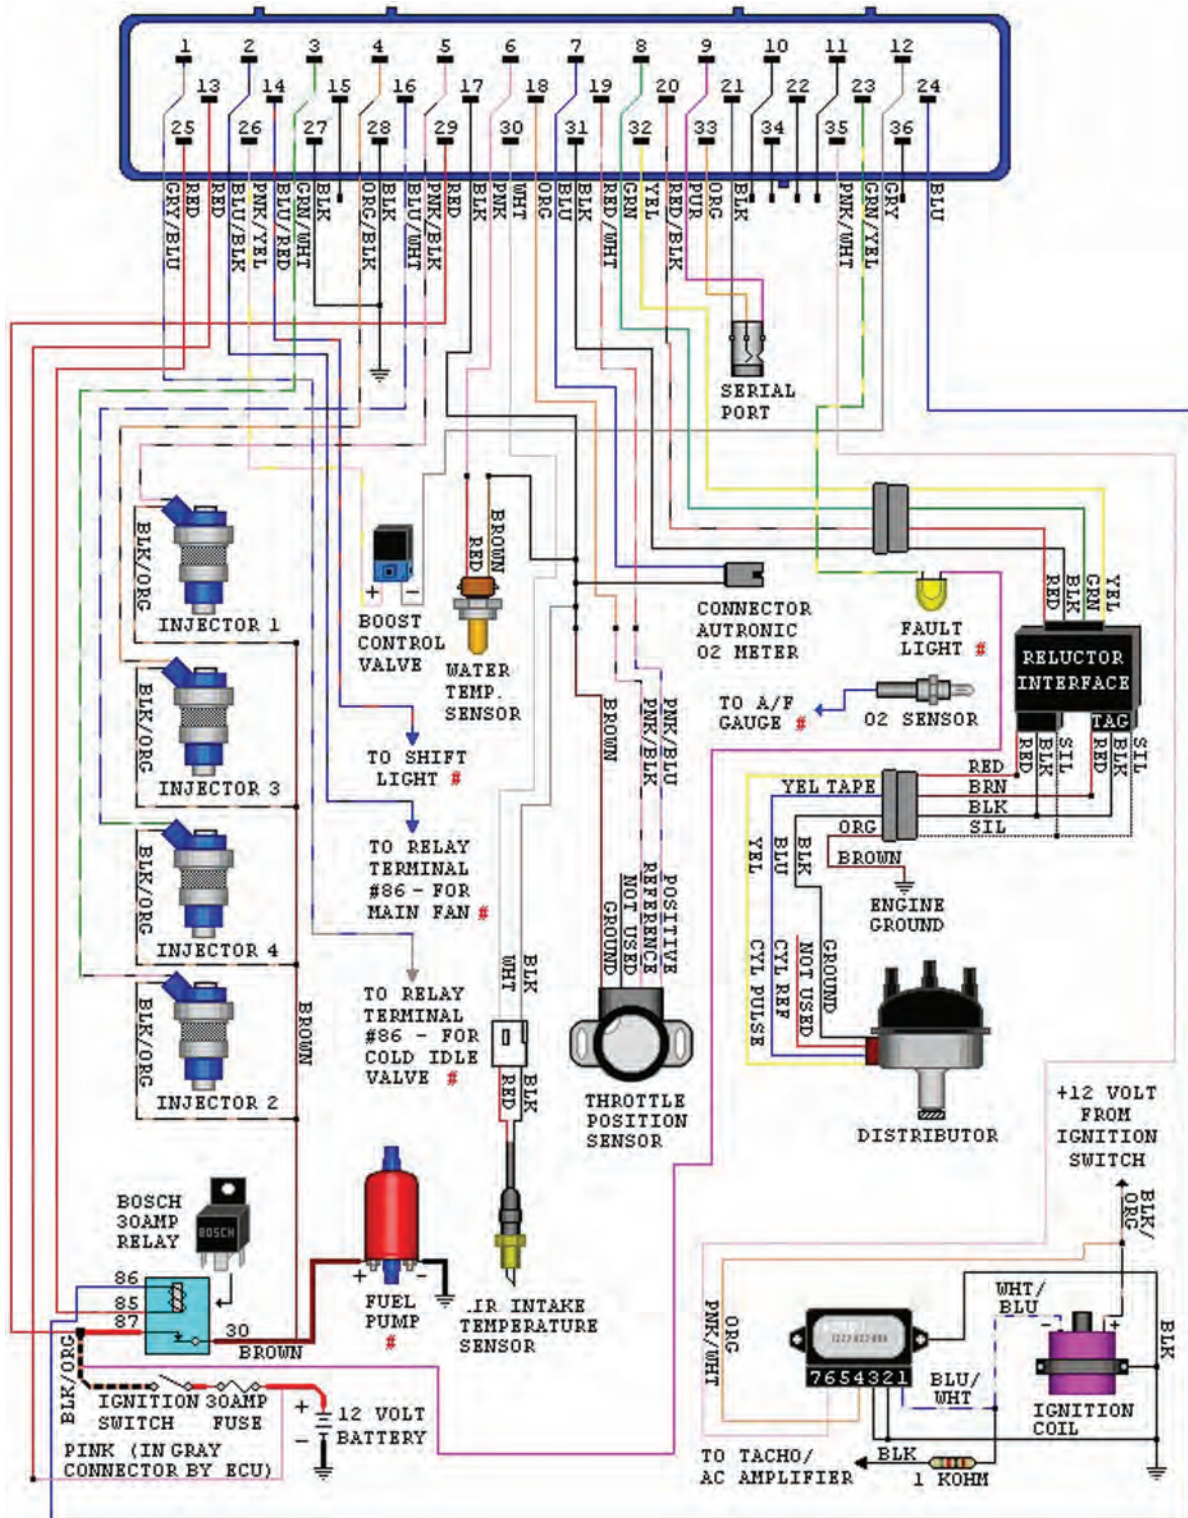 1 2 3 4 5 6 7 8 9 10 11 12
13 14 15 16 17 18 19 20 21 22 23 24
25 26 27 28 29 30 31 32 33 34 35 36
GRY/BLU
RED
RED
BLU/BLK
PNK/YEL
BLU/RED
GRN/WHT
BLK
ORG/BLK
BLK
BLU/WHT
PNK/BLK
RED
BLK
PNK
WHT
ORG
BLU
BLK
RED/WHT
GRN
YEL
RED/BLK
PUR
ORG
BLK
PNK/WHT
GRN/YEL
GRY
BLU
SERIAL
PORT
BLK/ORG
INJECTOR 1
BLK/ORG
INJECTOR 3
BLK/ORG
INJECTOR 4
BLK/ORG
INJECTOR 2
BROWN
+ -
BOOST
CONTROL
VALVE
RED
BROWN
WATER
TEMP.
SENSOR
CONNECTOR
AUTRONIC
O2 METER
FAULT
LIGHT #
RED
BLK
GRN
YEL
RELUCTOR
INTERFACE
TAG
RED
BLK
SIL
RED
BLK
SIL
TO A/F
GAUGE #
O2 SENSOR
TO SHIFT
LIGHT #
TO RELAY
TERMINAL
#86 - FOR
MAIN FAN #
TO RELAY
TERMINAL
#86 - FOR
COLD IDLE
VALVE #
BROWN
PNK/BLK
PNK/BLU
GROUND
NOT USED
REFERENCE
POSITIVE
THROTTLE
POSITION
SENSOR
RED
YEL TAPE
BRN
BLK
ORG
SIL
BROWN
YEL
BLU
BLK
ENGINE
GROUND
CYL PULSE
CYL REF
NOT USED
GROUND
DISTRIBUTOR
WHT
BLK
RED
BLK
.IR INTAKE
TEMPERATURE
SENSOR
BOSCH
30AMP
RELAY
BOSCH
86
85
87
30
BROWN
+ -
FUEL
PUMP
#
BLK/ORG
IGNITION
SWITCH
30AMP
FUSE
+
-
12 VOLT
BATTERY
PINK (IN GRAY
CONNECTOR BY ECU)
+12 VOLT
FROM
IGNITION
SWITCH
BLK/
ORG
PNK/WHT
ORG
7654321
WHT/
BLU
- +
BLK
BLU/
WHT
IGNITION
COIL
TO TACHO/
AC AMPLIFIER
BLK
1 KOHM